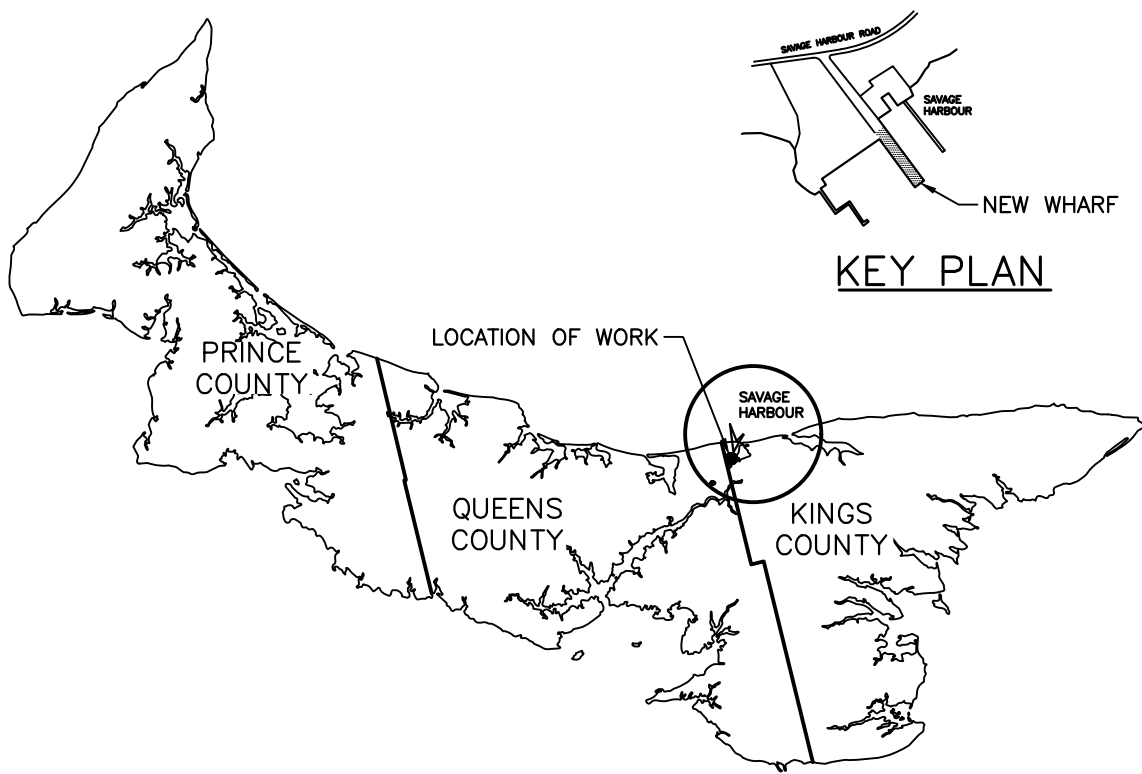 SAVAGE HARBOUR ROAD
SAVAGE
HARBOUR
NEW WHARF
KEY PLAN
LOCATION OF WORK
PRINCE
COUNTY
SAVAGE
HARBOUR
QUEENS
COUNTY
KINGS
COUNTY